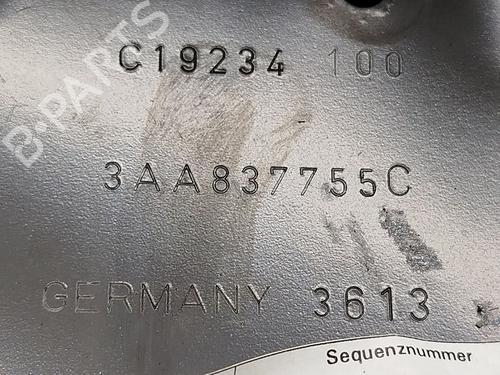 C19234 100
3AA837755C
GERMANY 3613
Sequenznummer
B-PARTS